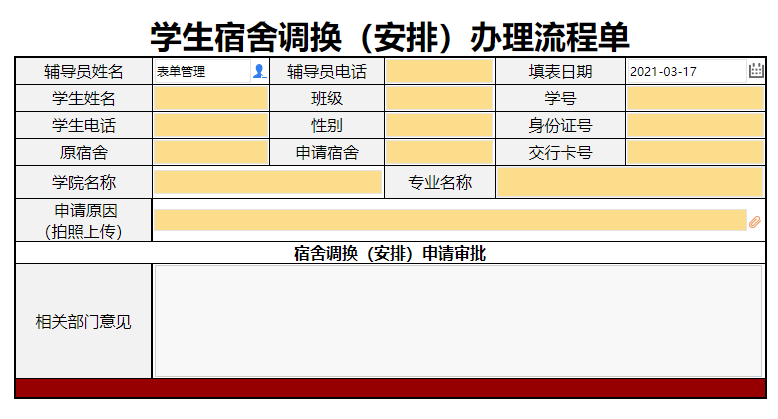 学生宿舍调换（安排）办理流程单
辅导员姓名 表单管理 辅导员电话 填表日期 2021-03-17
学生姓名 班级 学号
学生电话 性别 身份证号
原宿舍 申请宿舍 交行卡号
学院名称 专业名称
申请原因
（拍照上传）
宿舍调换（安排）申请审批
相关部门意见